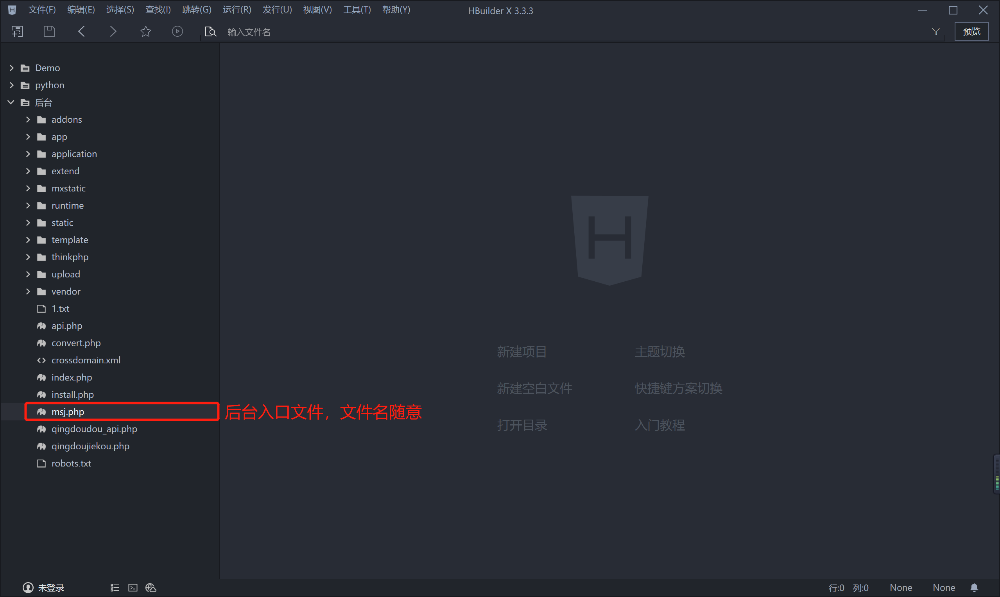 文件(F) 编辑(E) 选择(S) 查找(I) 跳转(G) 运行(R) 发行(U) 视图(V) 工具(T) 帮助(Y) HBuilder X 3.3.3
输入文件名 预览
Demo
python
后台
addons
app
application
extend
mxstatic
runtime
static
template
thinkphp
upload
vendor
1.txt
api.php
convert.php
crossdomain.xml
index.php
install.php
msj.php 后台入口文件，文件名随意
qingdoudou_api.php
qingdoujiekou.php
robots.txt
H
新建项目 主题切换
新建空白文件 快捷键方案切换
打开目录 入门教程
未登录 行:0 列:0 None None